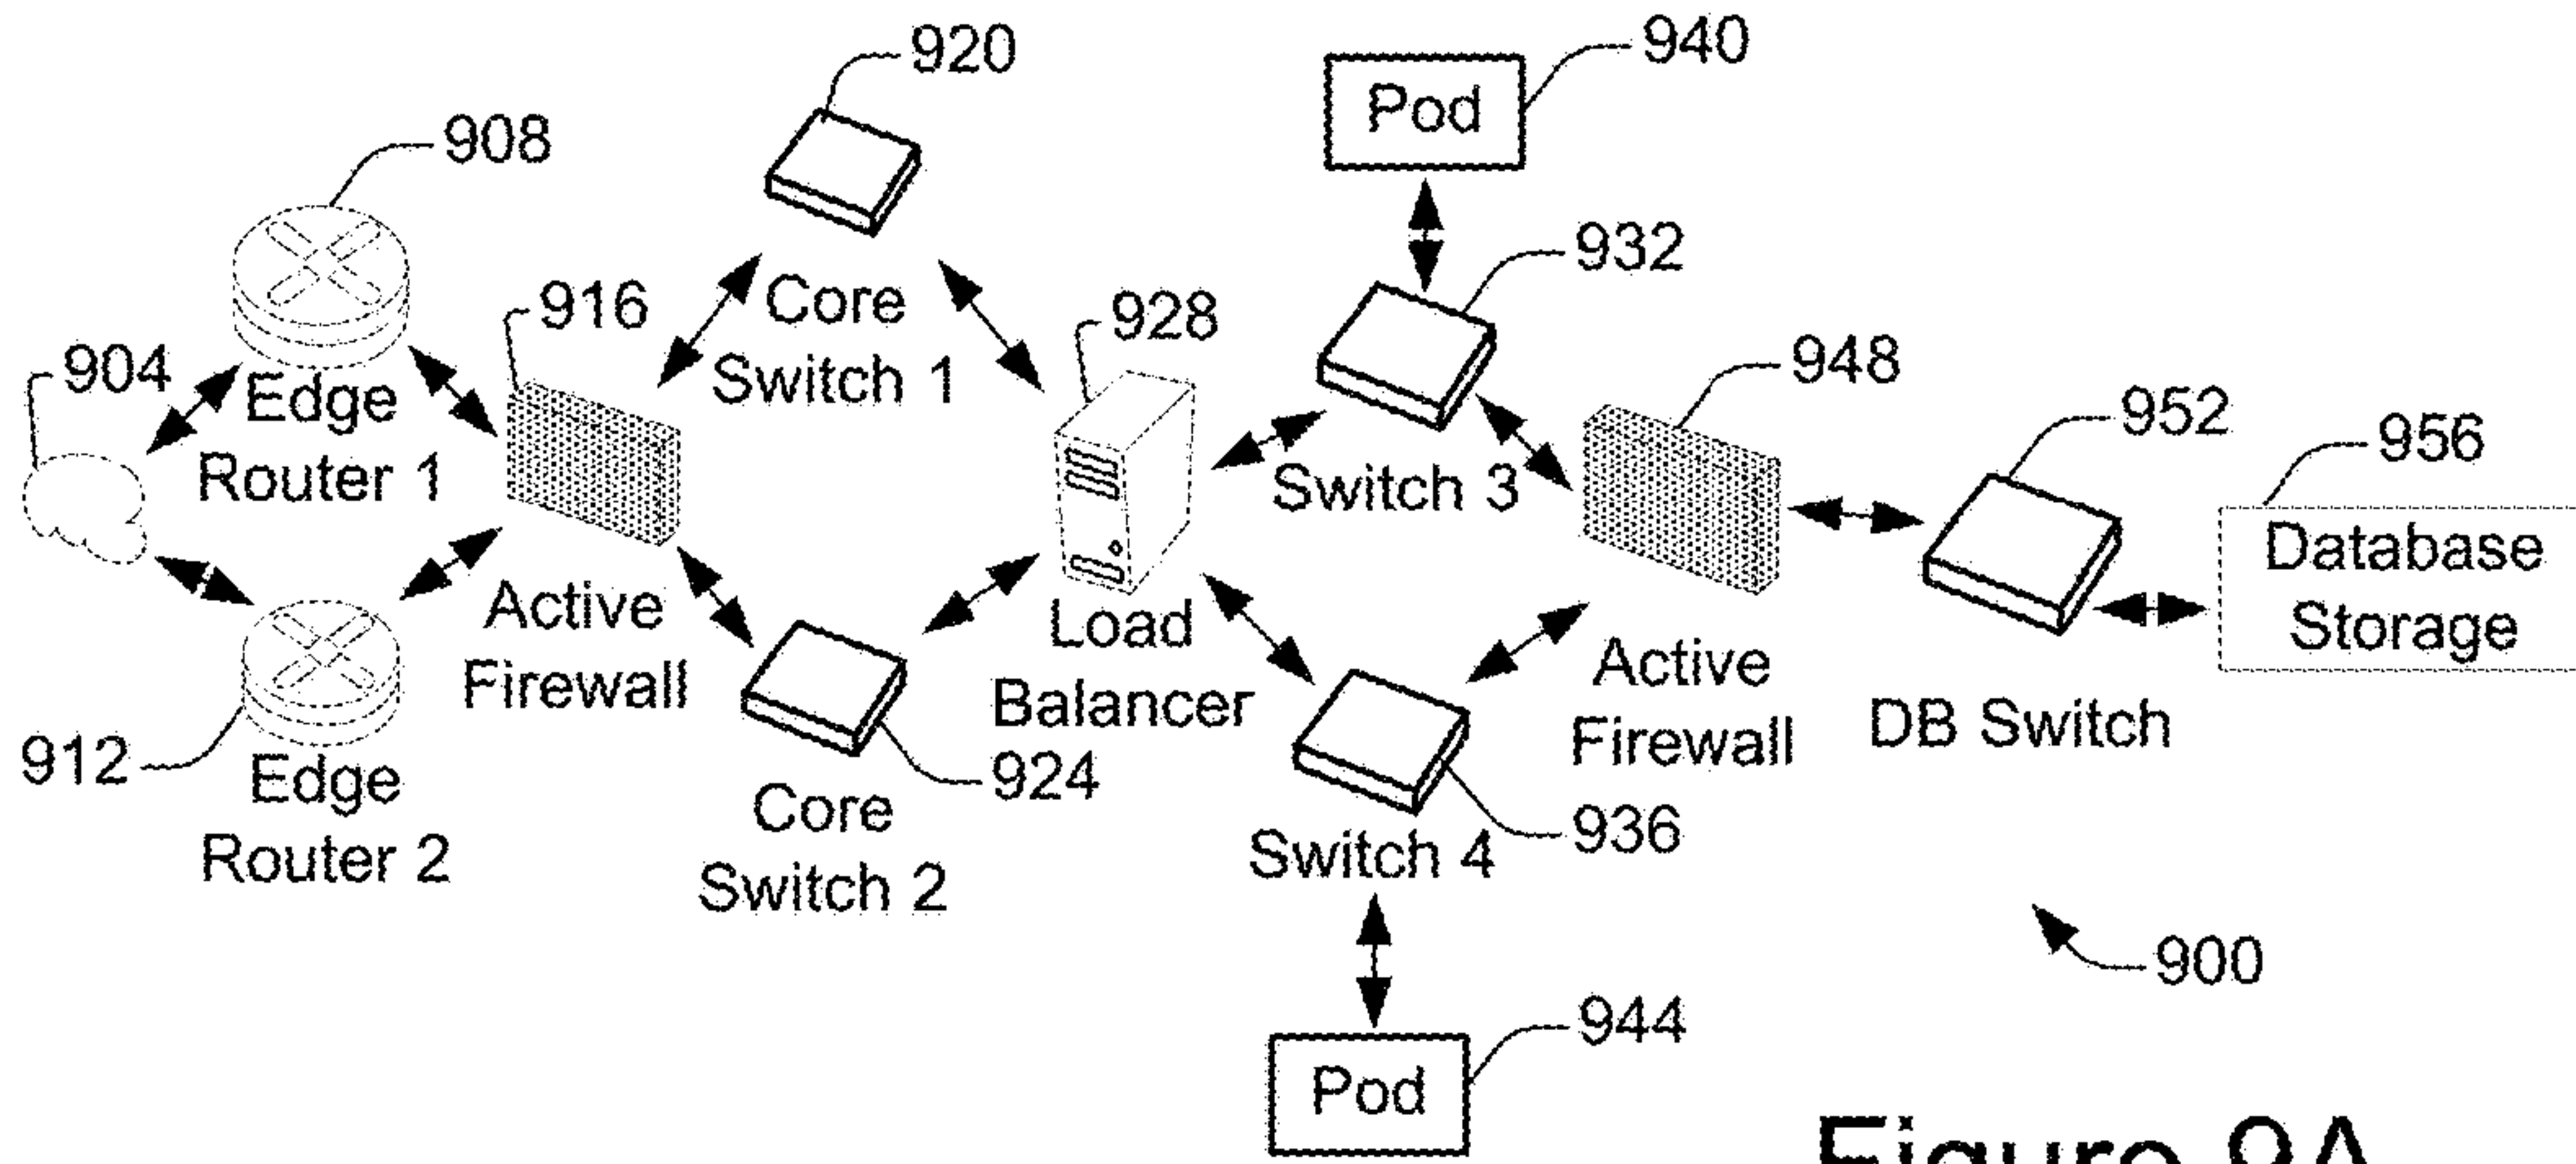 920
940
Pod
908
932
916
Core
Switch 1
928
948
904
Edge
Router 1
952
956
Switch 3
Database
Storage
Active
Firewall
Load
Balancer
Active
Firewall
DB Switch
912
Edge
Router 2
924
Core
Switch 2
936
Switch 4
900
944
Pod
Figure 9A